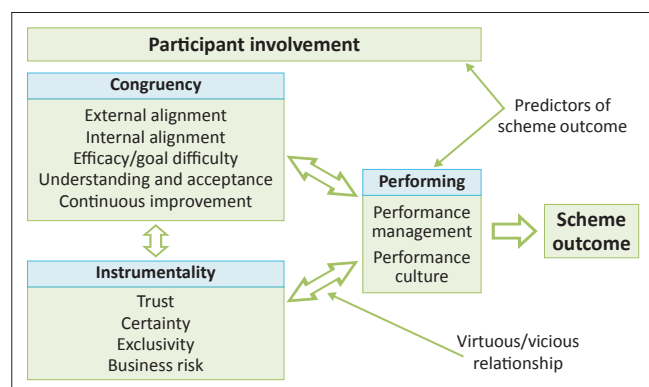 Participant involvement
Congruency
External alignment
Internal alignment
Efficacy/goal difficulty
Understanding and acceptance
Continuous improvement
Predictors of
scheme outcome
Performing
Performance
management
Performance
culture
Scheme
outcome
Instrumentality
Trust
Certainty
Exclusivity
Business risk
Virtuous/vicious
relationship